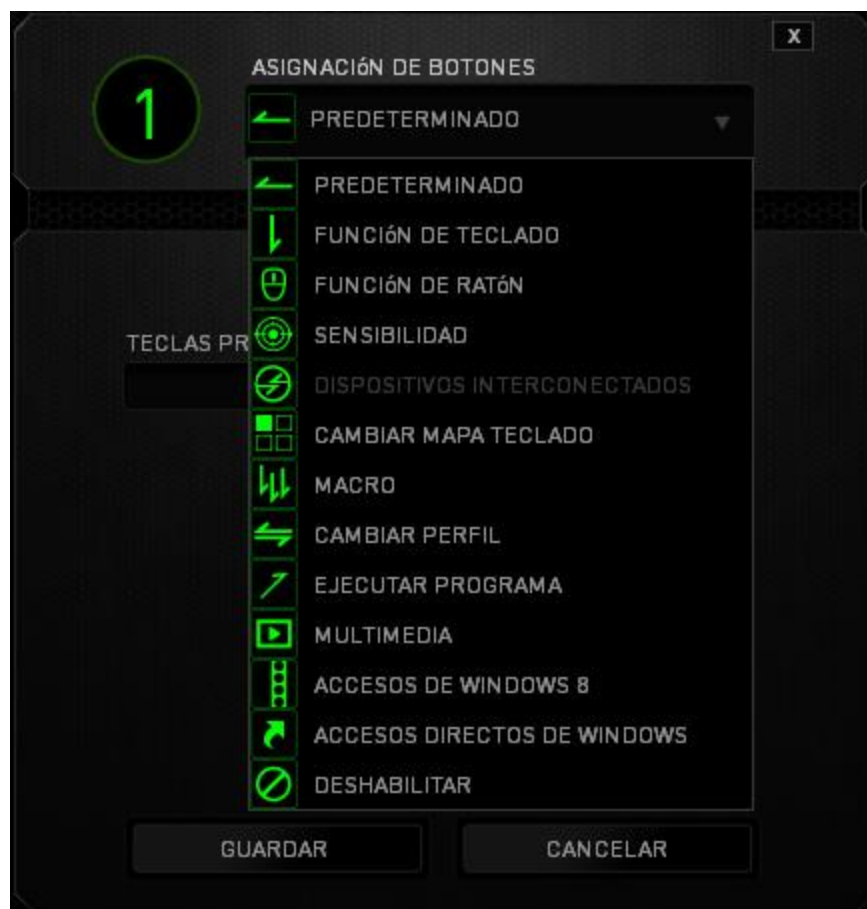 X
ASIGNACIóN DE BOTONES
1
PREDETERMINADO
PREDETERMINADO
FUNCIóN DE TECLADO
FUNCIóN DE RATóN
SENSIBILIDAD
TECLAS PR
DISPOSITIVOS INTERCONECTADOS
CAMBIAR MAPA TECLADO
MACRO
CAMBIAR PERFIL
EJECUTAR PROGRAMA
MULTIMEDIA
ACCESOS DE WINDOWS 8
ACCESOS DIRECTOS DE WINDOWS
DESHABILITAR
GUARDAR CANCELAR